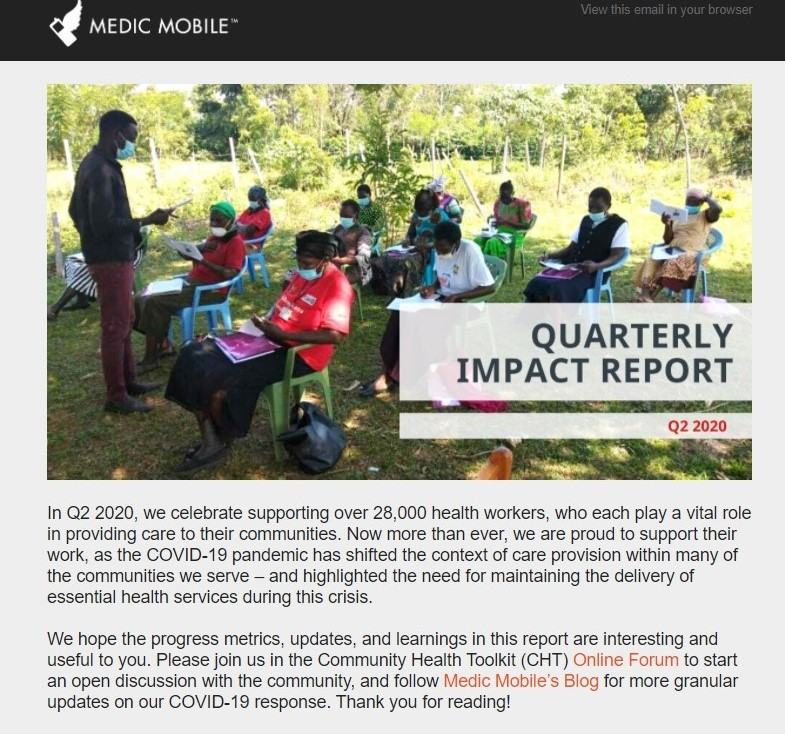 View this email in your browser
MEDIC MOBILE™
QUARTERLY
IMPACT REPORT
Q2 2020
In Q2 2020, we celebrate supporting over 28,000 health workers, who each play a vital role
in providing care to their communities. Now more than ever, we are proud to support their
work, as the COVID-19 pandemic has shifted the context of care provision within many of
the communities we serve – and highlighted the need for maintaining the delivery of
essential health services during this crisis.
We hope the progress metrics, updates, and learnings in this report are interesting and
useful to you. Please join us in the Community Health Toolkit (CHT) Online Forum to start
an open discussion with the community, and follow Medic Mobile’s Blog for more granular
updates on our COVID-19 response. Thank you for reading!